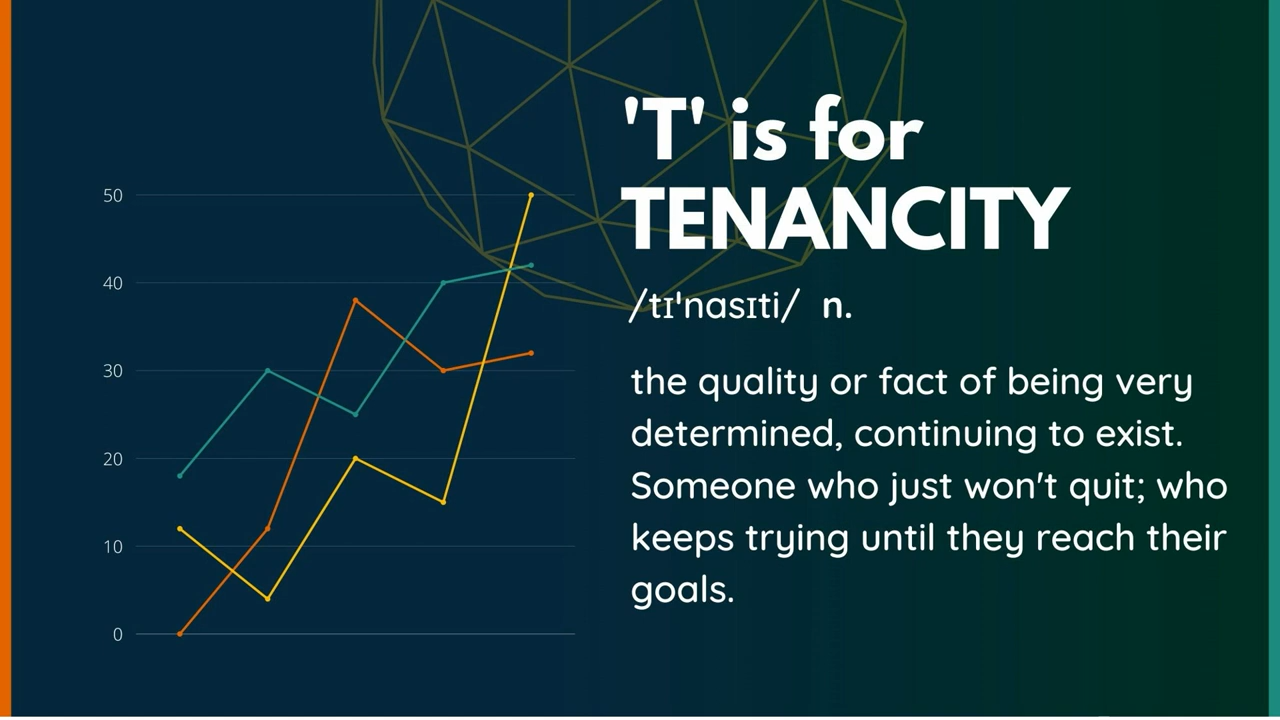 'T' is for
TENANCITY
/tɪ'nasɪti/ n.
the quality or fact of being very
determined, continuing to exist.
Someone who just won't quit; who
keeps trying until they reach their
goals.
50
40
30
20
10
0